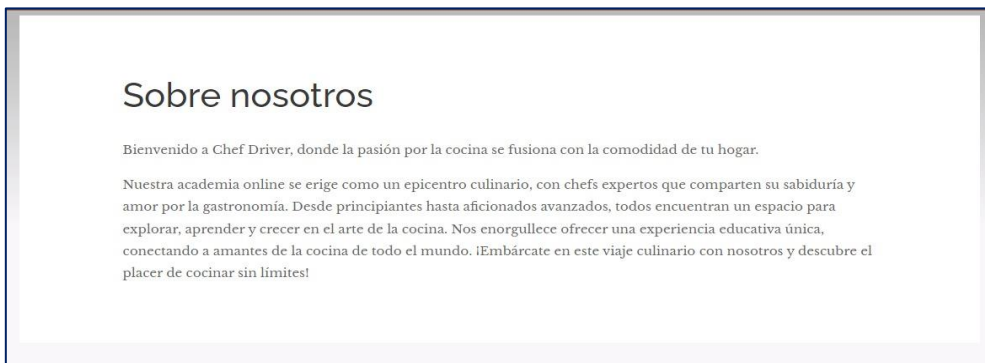 Sobre nosotros
Bienvenido a Chef Driver, donde la pasión por la cocina se fusiona con la comodidad de tu hogar.
Nuestra academia online se erige como un epicentro culinario, con chefs expertos que comparten su sabiduría y
amor por la gastronomía. Desde principiantes hasta aficionados avanzados, todos encuentran un espacio para
explorar, aprender y crecer en el arte de la cocina. Nos enorgullece ofrecer una experiencia educativa única,
conectando a amantes de la cocina de todo el mundo. ¡Embárcate en este viaje culinario con nosotros y descubre el
placer de cocinar sin límites!